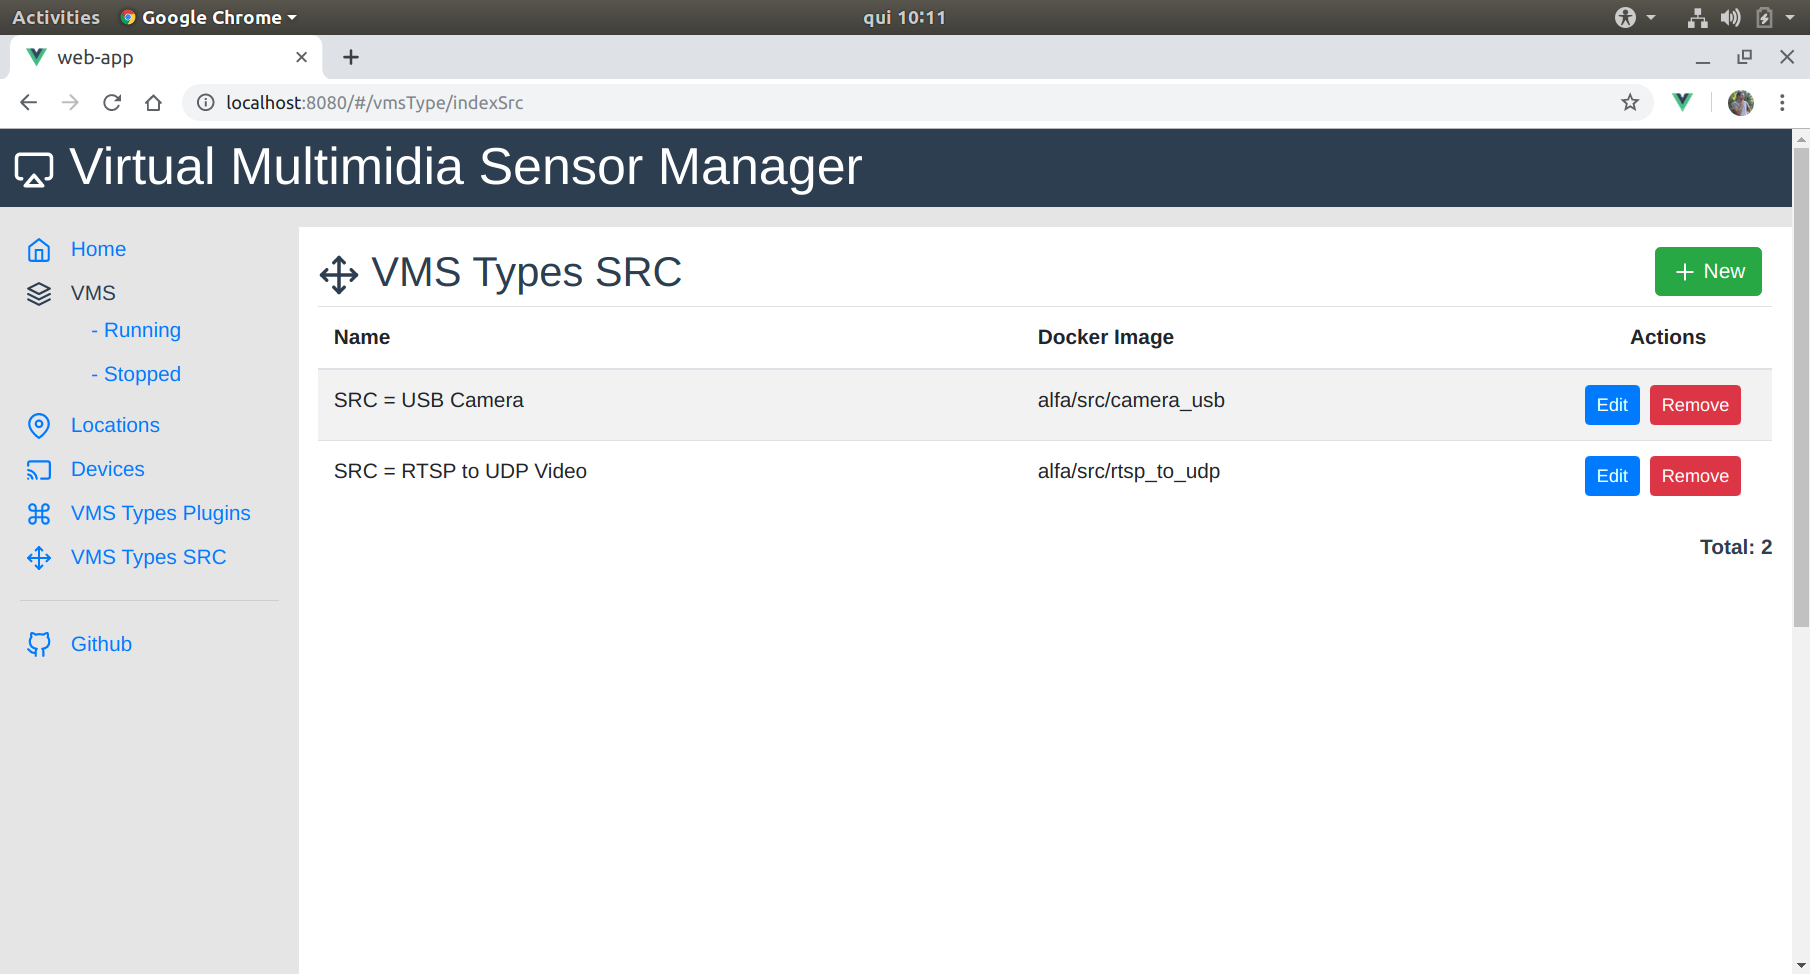 Activities Google Chrome qui 10:11
web-app
localhost:8080/#/vmsType/indexSrc
Virtual Multimidia Sensor Manager
Home
VMS
- Running
- Stopped
Locations
Devices
VMS Types Plugins
VMS Types SRC
Github
VMS Types SRC
New
Name Docker Image Actions
SRC = USB Camera alfa/src/camera_usb Edit Remove
SRC = RTSP to UDP Video alfa/src/rtsp_to_udp Edit Remove
Total: 2